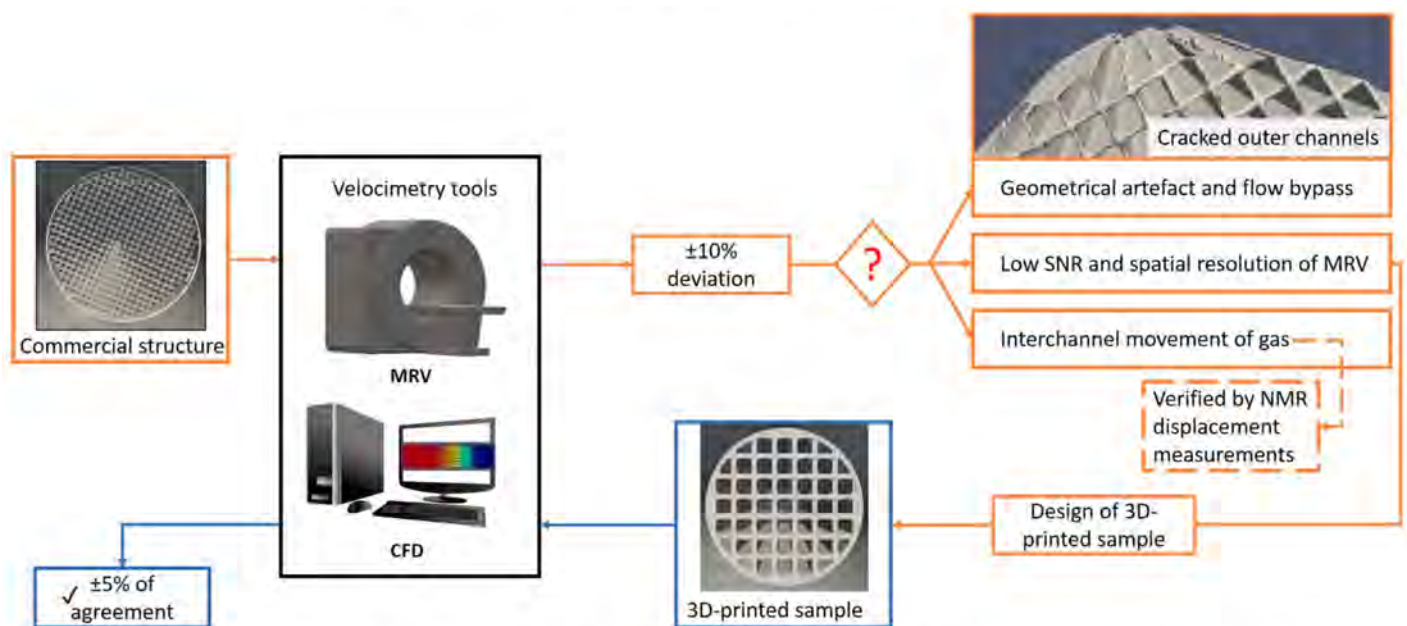 Commercial structure
Velocimetry tools
MRV
CFD
±10%
deviation
?
Cracked outer channels
Geometrical artefact and flow bypass
Low SNR and spatial resolution of MRV
Interchannel movement of gas
Verified by NMR
displacement
measurements
Design of 3D-
printed sample
3D-printed sample
✓ ±5% of
agreement